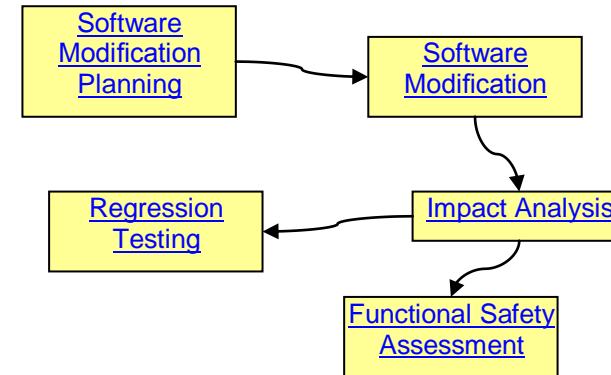 Software
Modification
Planning
Software
Modification
Regression
Testing
Impact Analysis
Functional Safety
Assessment